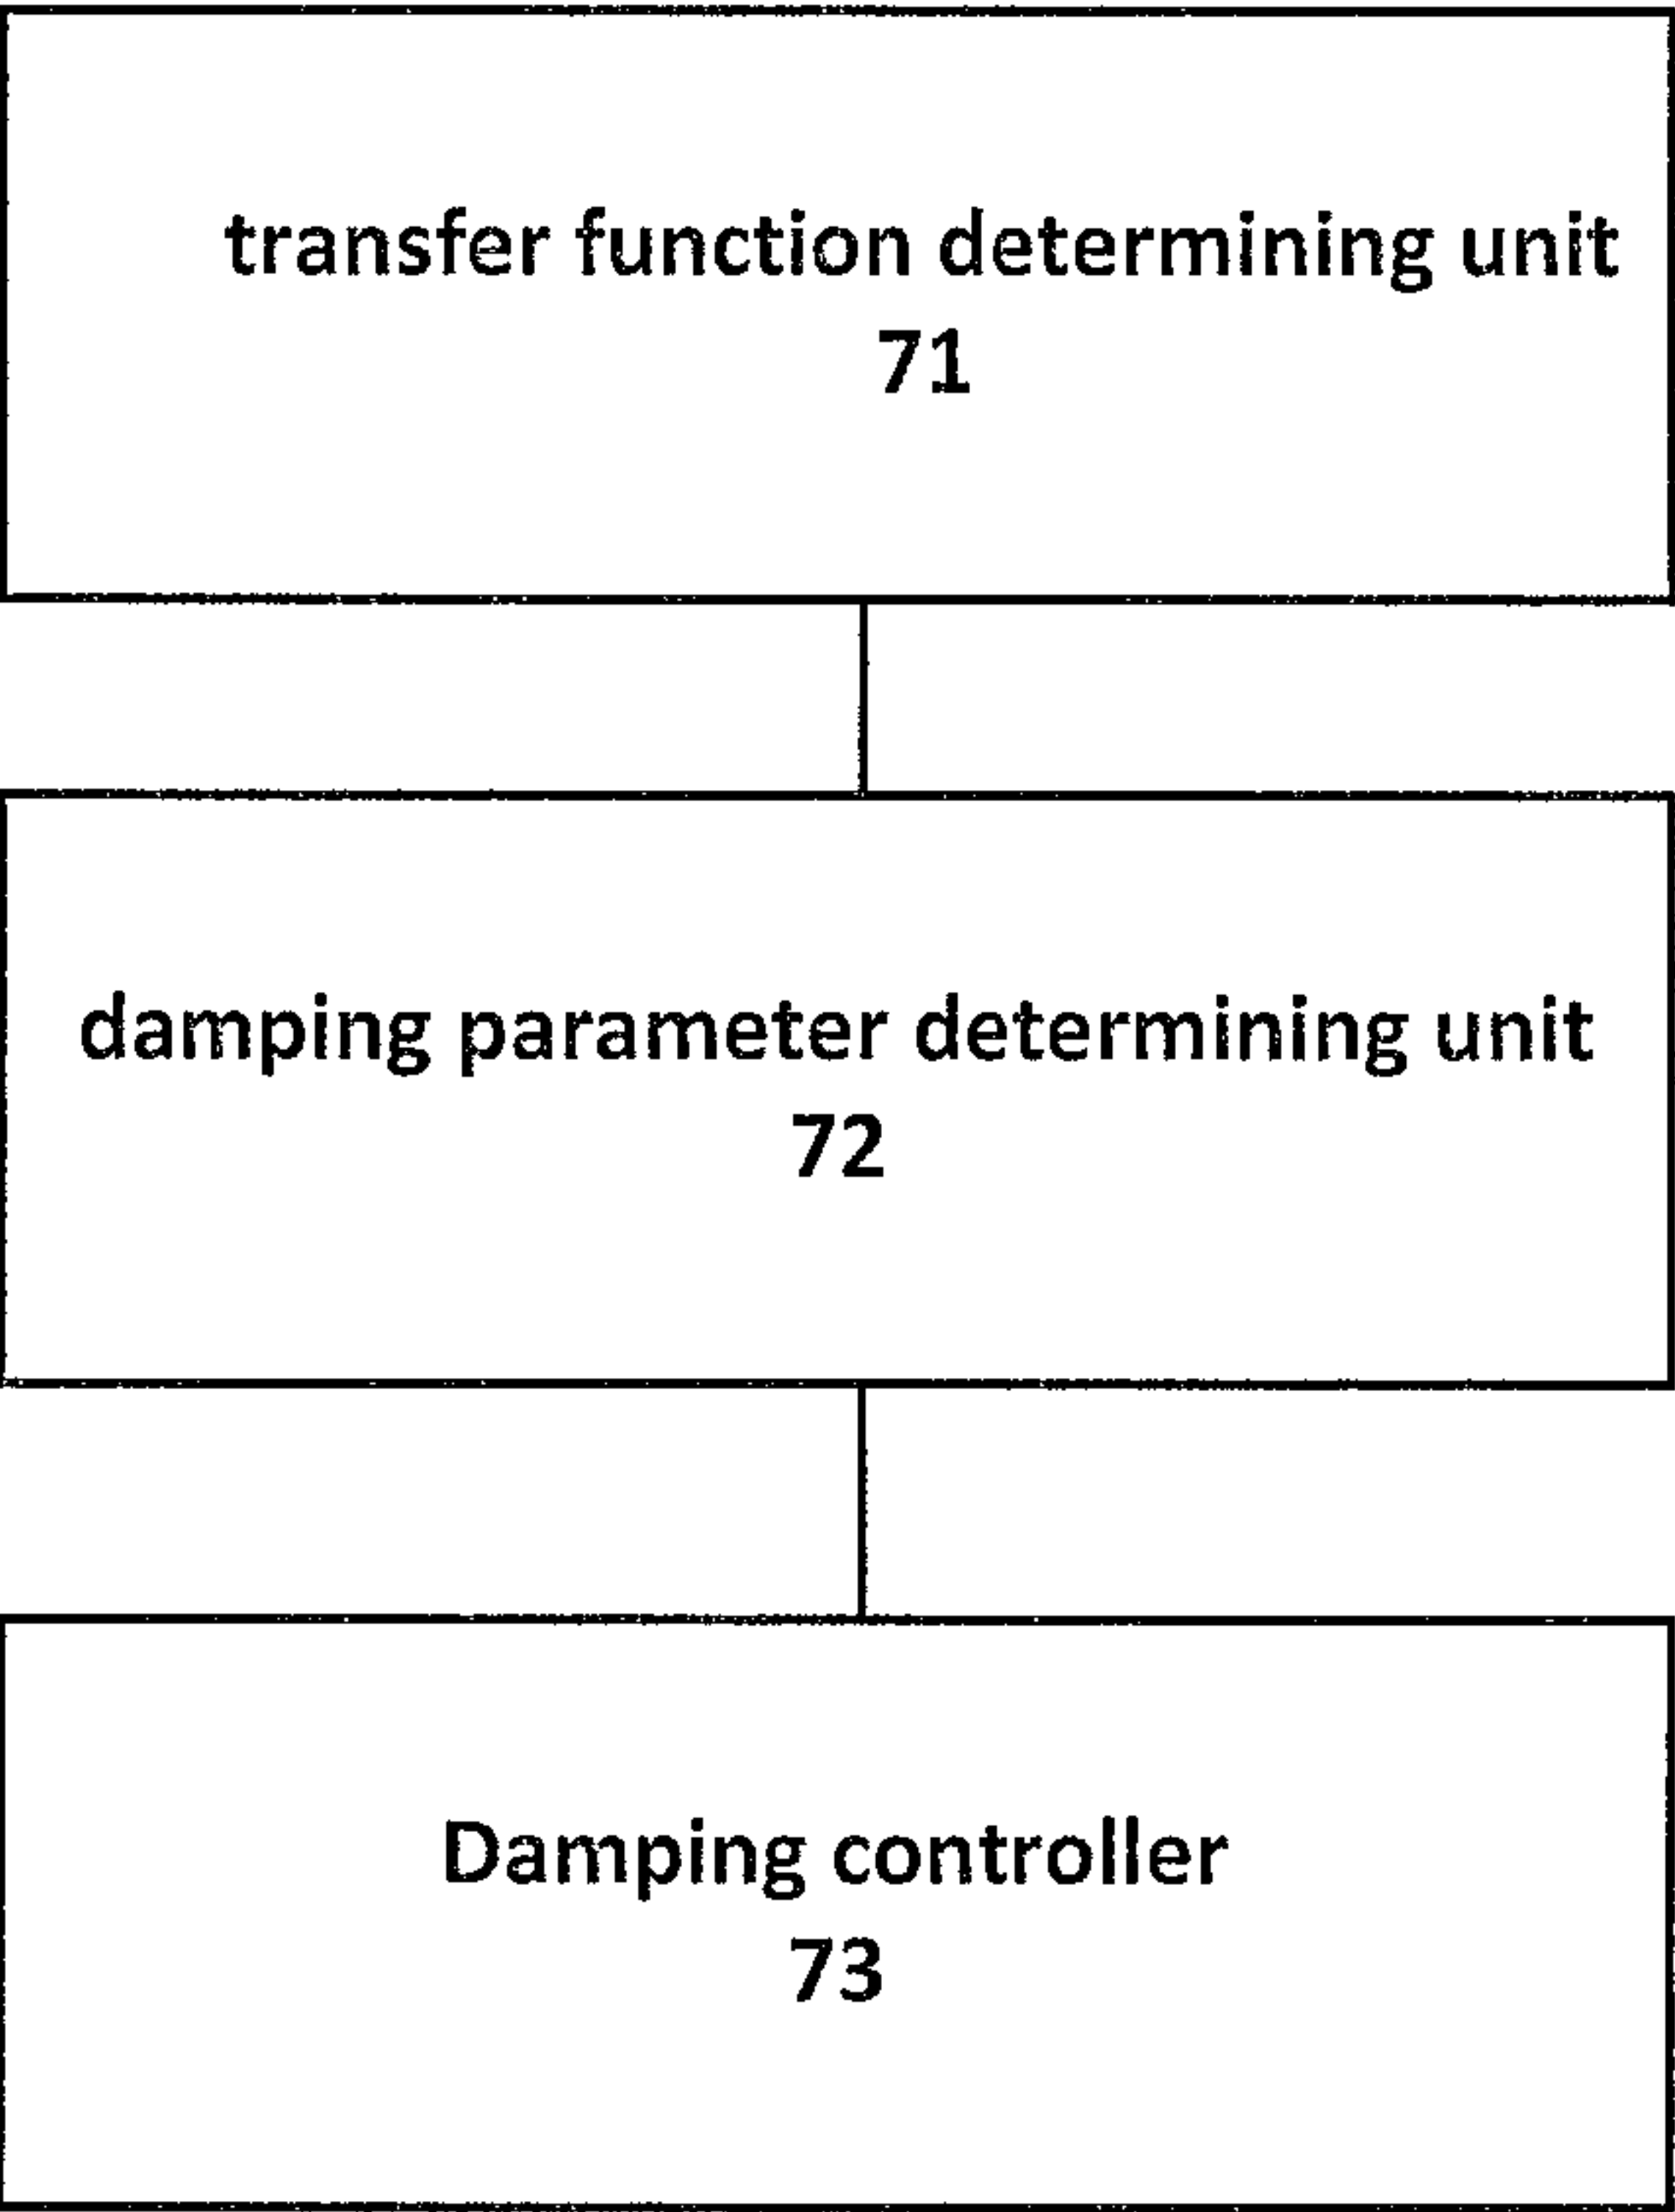 transfer function determining unit
71
damping parameter determining unit
72
Damping controller
73